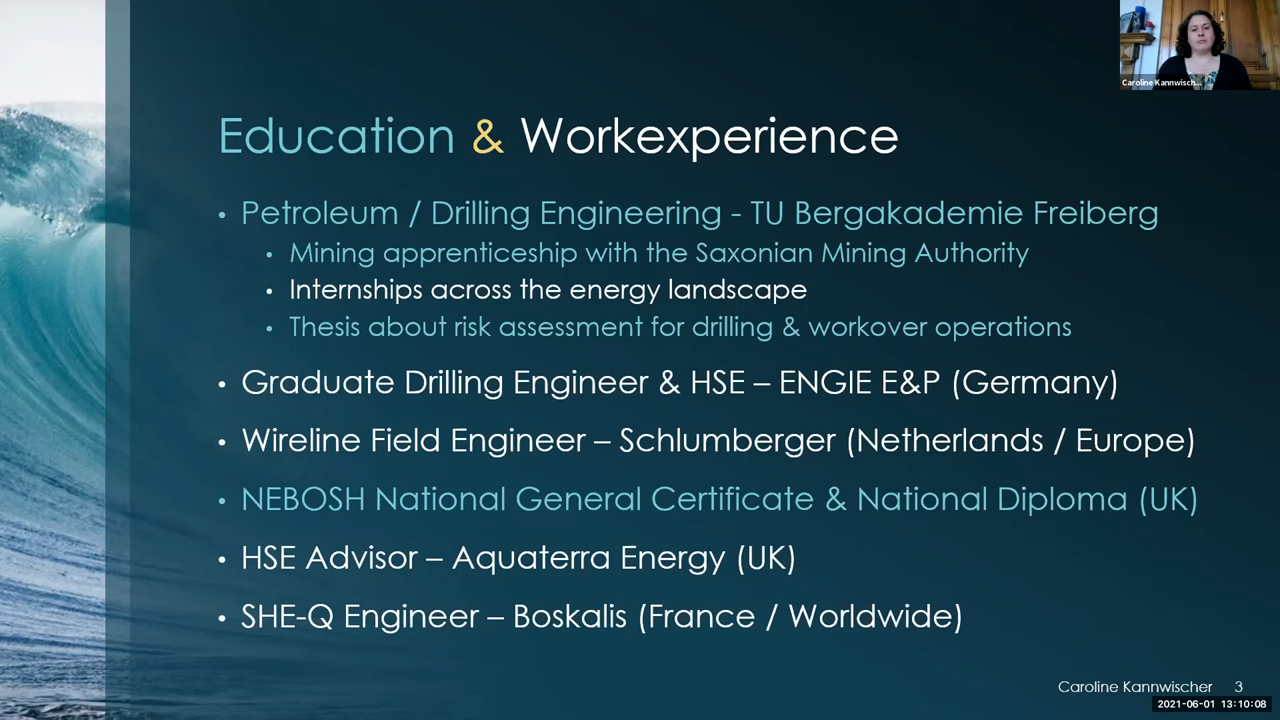 Caroline Kannwisch...
Education & Workexperience
• Petroleum / Drilling Engineering - TU Bergakademie Freiberg
• Mining apprenticeship with the Saxonian Mining Authority
• Internships across the energy landscape
• Thesis about risk assessment for drilling & workover operations
• Graduate Drilling Engineer & HSE – ENGIE E&P (Germany)
• Wireline Field Engineer – Schlumberger (Netherlands / Europe)
• NEBOSH National General Certificate & National Diploma (UK)
• HSE Advisor – Aquaterra Energy (UK)
• SHE-Q Engineer – Boskalis (France / Worldwide)
Caroline Kannwischer 3
2021-06-01 13:10:08